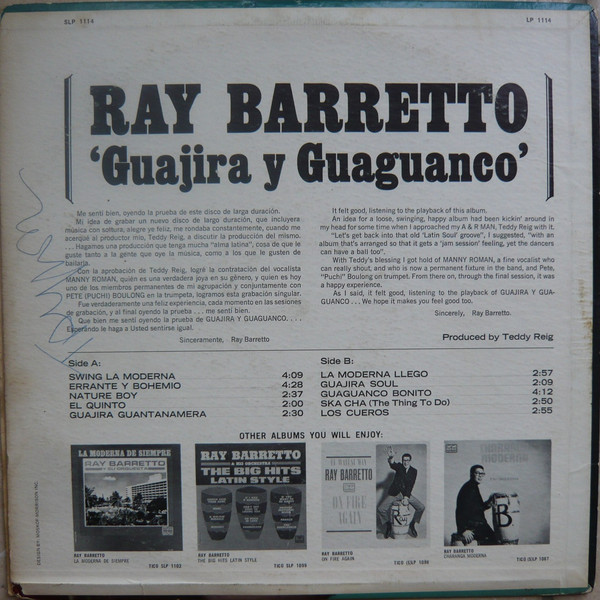 SLP 1114
LP 1114
RAY BARRETTO
'Guajira y Guaguanco'
Me sentí bien, oyendo la prueba de este disco de larga duración.
Mi idea de grabar un nuevo disco de larga duración, que incluyera
música con soltura, alegre y feliz, me rondaba constantemente, cuando me
acerqué al productor mío, Teddy Reig, a discutir la producción del mismo.
. . . Hagamos una producción que tenga mucha "alma latina", cosa de que le
guste tanto a la gente que oye la música, como a los que le gusten de
bailarla.
Con la aprobación de Teddy Reig, logré la contratación del vocalista
MANNY ROMAN, quién es una verdadera joya en su género, y quien es hoy
uno de los miembros permanentes de mi agrupación y conjuntamente con
PETE (PUCHI) BOULONG en la trompeta, logramos esta grabación singular.
Fue verdaderamente una feliz experiencia, cada momento en las sesiones
de grabación, y al final oyendo la prueba . . . me sentí bien.
Que bien me sentí oyendo la prueba de GUAJIRA Y GUAGUANCO. . . .
Esperando le haga a Usted sentirse igual.
Sinceramente, Ray Barretto
It felt good, listening to the playback of this album.
An idea for a loose, swinging, happy album had been kickin' around in
my head for some time when I approached my A & R MAN, Teddy Reig with it.
"Let's get back into that old 'Latin Soul' groove", I suggested, "with an
album that's arranged so that it gets a 'jam session' feeling, yet the dancers
can have a ball too".
With Teddy's blessing I got hold of MANNY ROMAN, a fine vocalist who
can really shout, and who is now a permanent fixture in the band, and Pete,
"Puchi" Boulong on trumpet. From there on, through the final session, it was
a happy experience.
As I said, it felt good, listening to the playback of GUAJIRA Y GUA-
GUANCO . . . We hope it makes you feel good too.
Sincerely, Ray Barretto.
Produced by Teddy Reig
Side A:
SWING LA MODERNA 4:09
ERRANTE Y BOHEMIO 4:28
NATURE BOY 2:37
EL QUINTO 2:00
GUAJIRA GUANTANAMERA 2:30
Side B:
LA MODERNA LLEGO 2:57
GUAJIRA SOUL 2:09
GUAGUANCO BONITO 4:12
SKA CHA (The Thing To Do) 2:50
LOS CUEROS 2:55
OTHER ALBUMS YOU WILL ENJOY:
LA MODERNA DE SIEMPRE
RAY BARRETTO
RAY BARRETTO
& HIS ORCHESTRA
THE BIG HITS
LATIN STYLE
RAY BARRETTO
ON FIRE
AGAIN
MODERNA
B
RAY BARRETTO
LA MODERNA DE SIEMPRE
TICO SLP 1102
RAY BARRETTO
THE BIG HITS LATIN STYLE
TICO SLP 1099
RAY BARRETTO
ON FIRE AGAIN
TICO (S)LP 1096
RAY BARRETTO
CHARANGA MODERNA
TICO (S)LP 1087